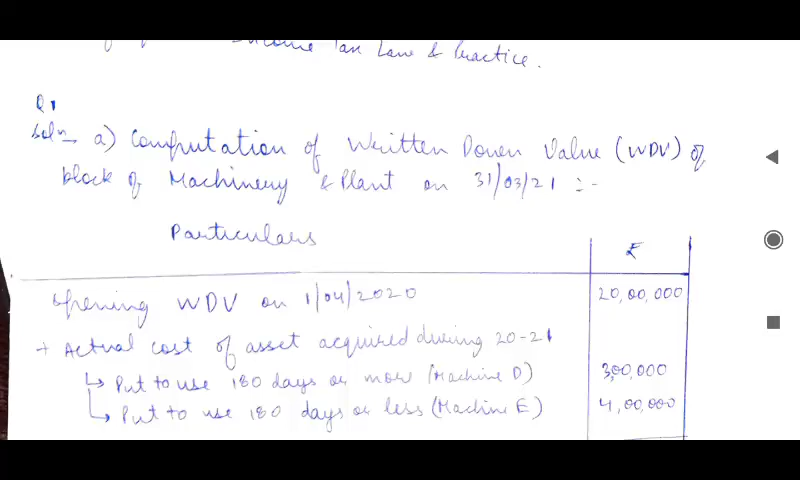 Income Tax Law & Practice.
Q1
Soln → a) Computation of Written Down Value (WDV) of
block of Machinery & Plant on 31/03/21 :-
Particulars
₹
Opening WDV on 1/04/2020 20,00,000
+ Actual cost of asset acquired during 20-21
↳ Put to use 180 days or more (Machine D) 3,00,000
↳ Put to use 180 days or less (Machine E) 4,00,000